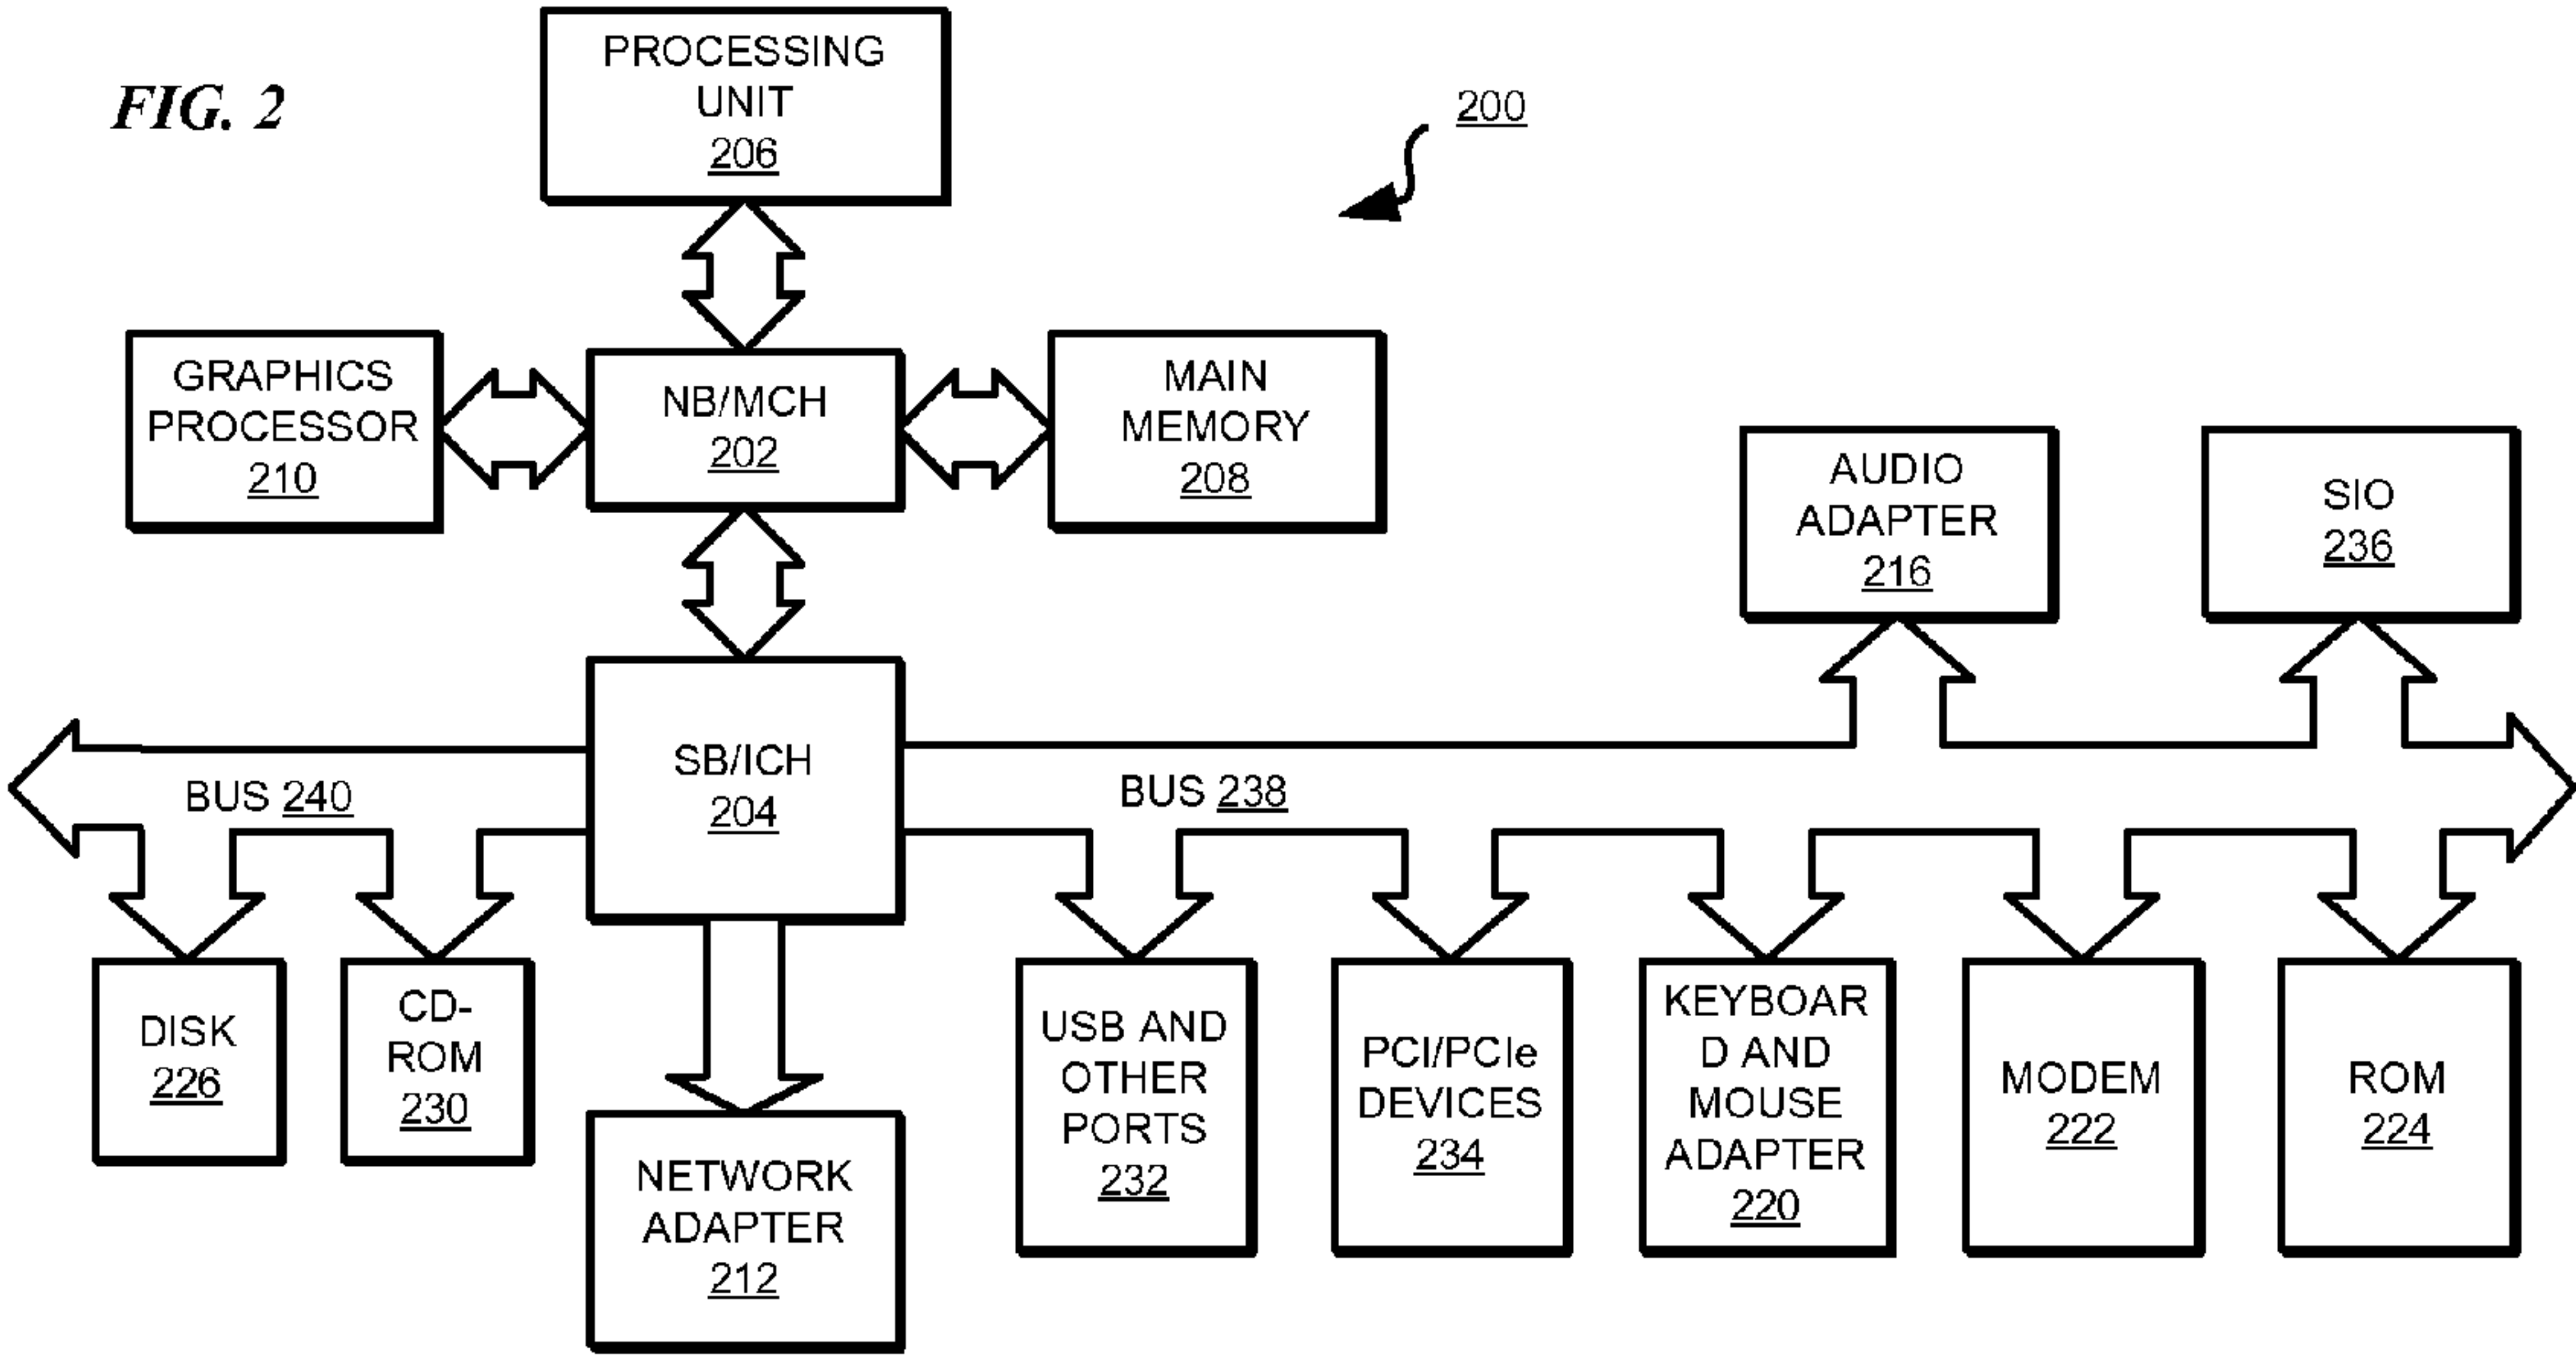 FIG. 2
PROCESSING
UNIT
206
200
GRAPHICS
PROCESSOR
210
NB/MCH
202
MAIN
MEMORY
208
AUDIO
ADAPTER
216
SIO
236
SB/ICH
204
BUS 240
BUS 238
DISK
226
CD-
ROM
230
NETWORK
ADAPTER
212
USB AND
OTHER
PORTS
232
PCI/PCIe
DEVICES
234
KEYBOAR
D AND
MOUSE
ADAPTER
220
MODEM
222
ROM
224